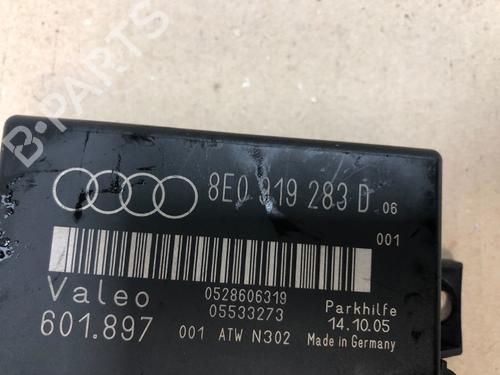 B-PARTS
8E0 919 283 D 06
001
Valeo
0528606319
05533273
Parkhilfe
14.10.05
601.897
001 ATW N302
Made in Germany